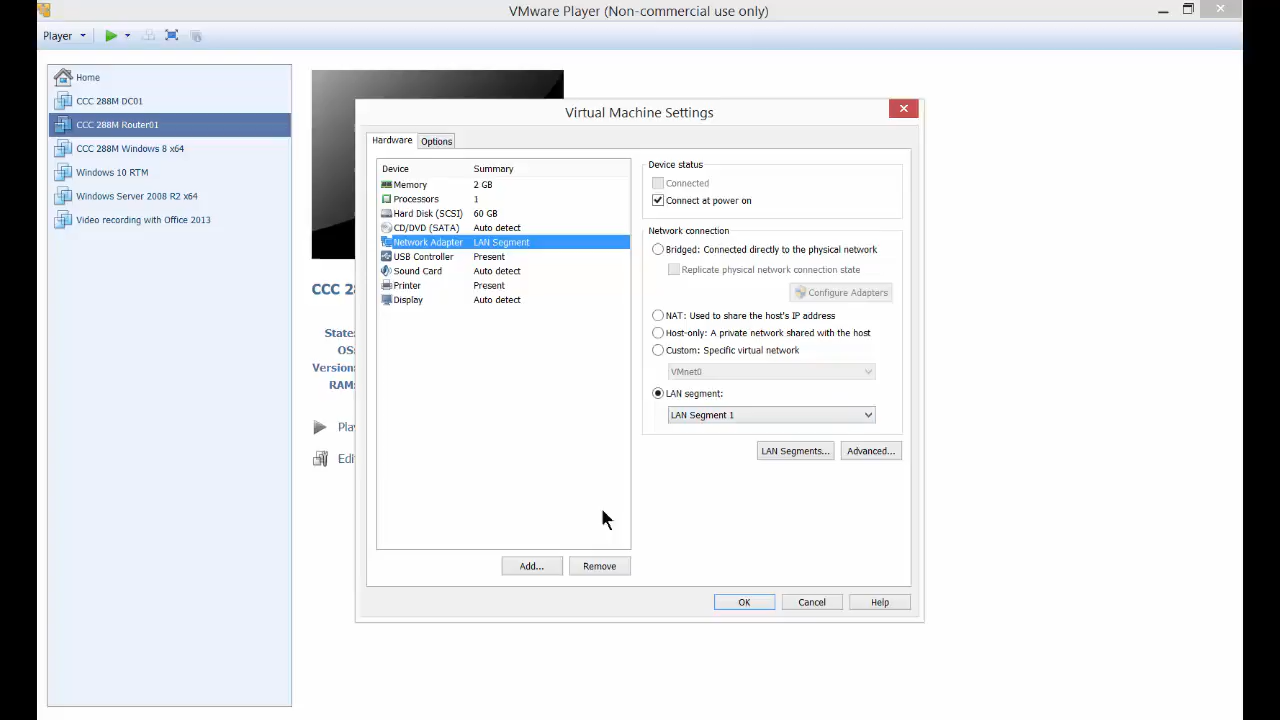 VMware Player (Non-commercial use only)
Player
Home
CCC 288M DC01
CCC 288M Router01
CCC 288M Windows 8 x64
Windows 10 RTM
Windows Server 2008 R2 x64
Video recording with Office 2013
CCC 28
State:
OS:
Version:
RAM:
Pla
Edi
Virtual Machine Settings
Hardware
Options
Device Summary
Memory 2 GB
Processors 1
Hard Disk (SCSI) 60 GB
CD/DVD (SATA) Auto detect
Network Adapter LAN Segment
USB Controller Present
Sound Card Auto detect
Printer Present
Display Auto detect
Add...
Remove
Device status
Connected
Connect at power on
Network connection
Bridged: Connected directly to the physical network
Replicate physical network connection state
Configure Adapters
NAT: Used to share the host's IP address
Host-only: A private network shared with the host
Custom: Specific virtual network
VMnet0
LAN segment:
LAN Segment 1
LAN Segments...
Advanced...
OK
Cancel
Help